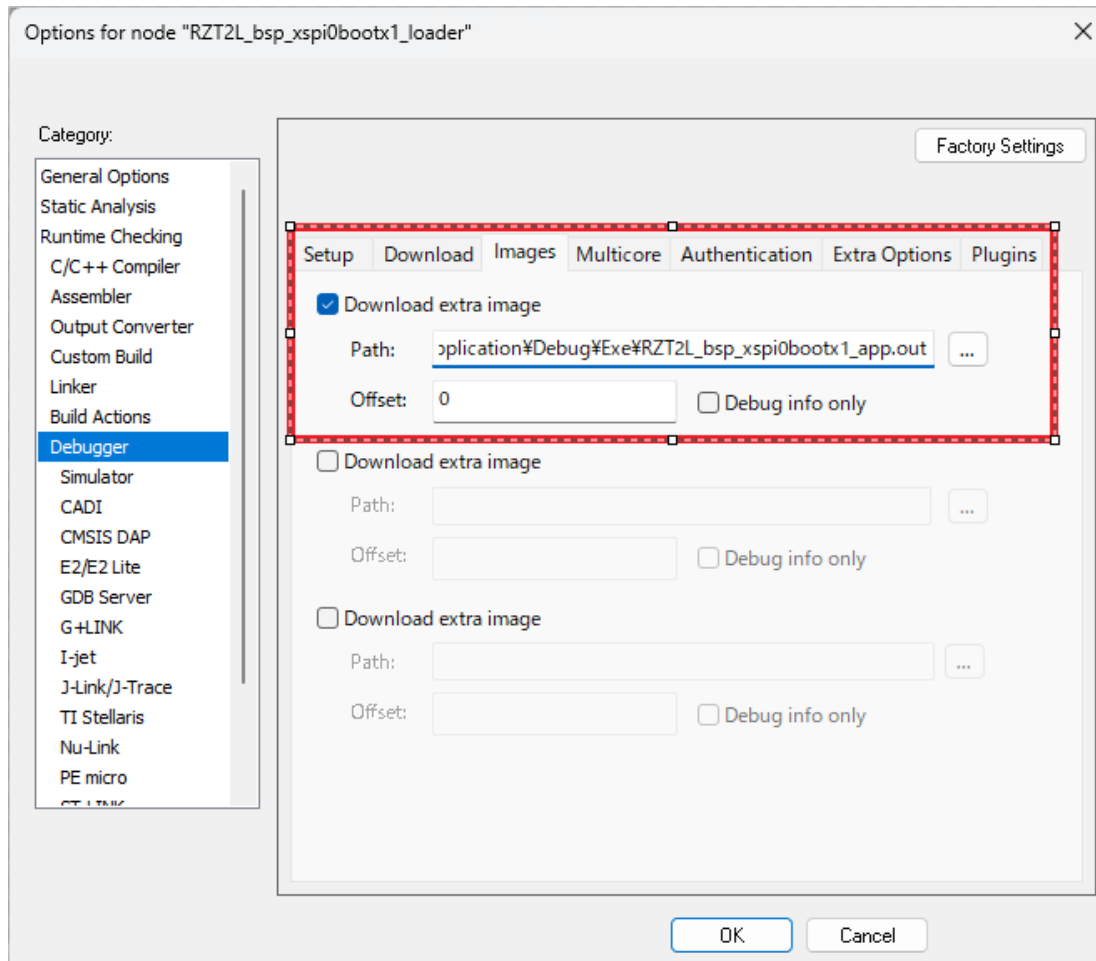 Options for node "RZT2L_bsp_xspi0bootx1_loader"
Category:
Factory Settings
General Options
Static Analysis
Runtime Checking
C/C++ Compiler
Assembler
Output Converter
Custom Build
Linker
Build Actions
Debugger
Simulator
CADI
CMSIS DAP
E2/E2 Lite
GDB Server
G+LINK
I-jet
J-Link/J-Trace
TI Stellaris
Nu-Link
PE micro
ST-LINK
Setup Download Images Multicore Authentication Extra Options Plugins
Download extra image
Path: pplication¥Debug¥Exe¥RZT2L_bsp_xspi0bootx1_app.out ...
Offset: 0 Debug info only
Download extra image
Path: ...
Offset: Debug info only
Download extra image
Path: ...
Offset: Debug info only
OK Cancel